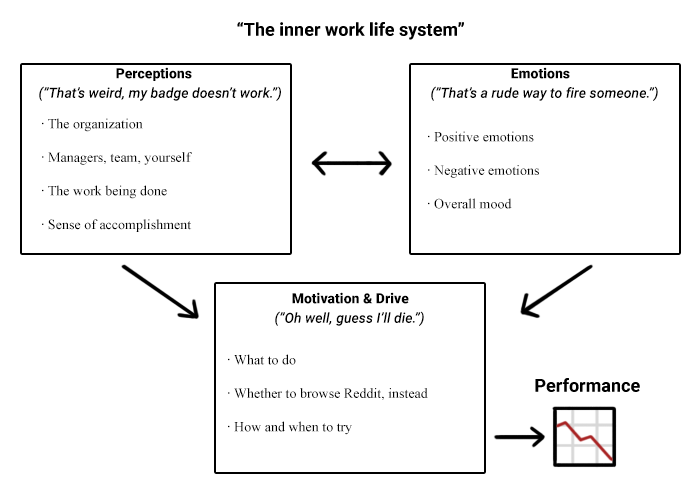 “The inner work life system”
Perceptions
(“That’s weird, my badge doesn’t work.”)
· The organization
· Managers, team, yourself
· The work being done
· Sense of accomplishment
Emotions
(“That’s a rude way to fire someone.”)
· Positive emotions
· Negative emotions
· Overall mood
Motivation & Drive
(“Oh well, guess I’ll die.”)
· What to do
· Whether to browse Reddit, instead
· How and when to try
Performance